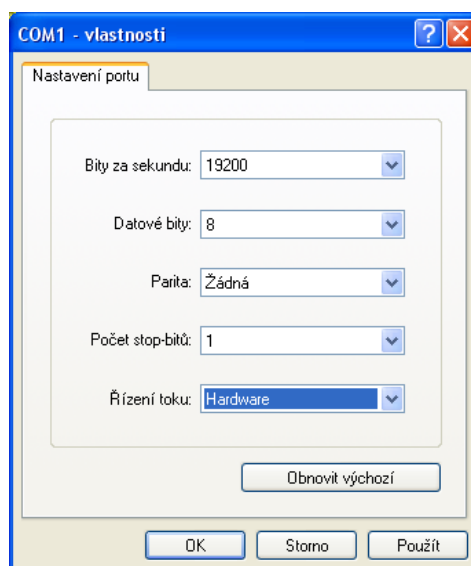 COM1 - vlastnosti
Nastavení portu
Bity za sekundu: 19200
Datové bity: 8
Parita: Žádná
Počet stop-bitů: 1
Řízení toku: Hardware
Obnovit výchozí
OK Storno Použít